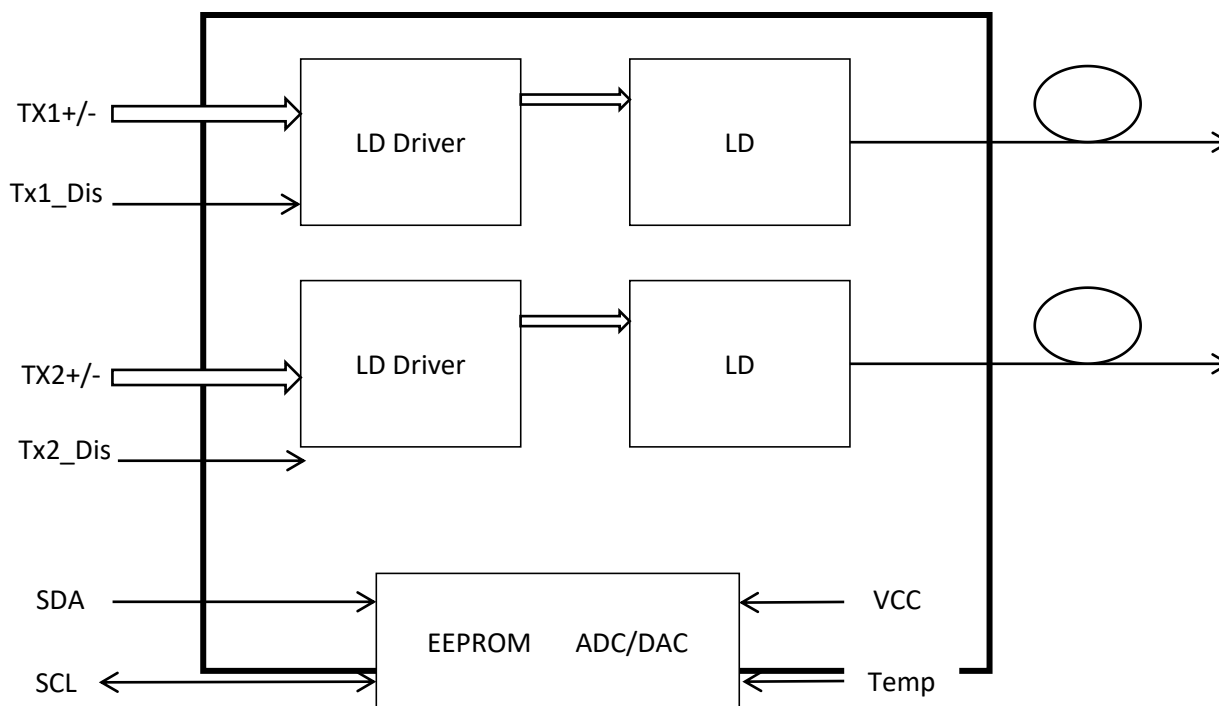 TX1+/-
LD Driver
LD
Tx1_Dis
TX2+/-
LD Driver
LD
Tx2_Dis
SDA
VCC
EEPROM ADC/DAC
SCL
Temp